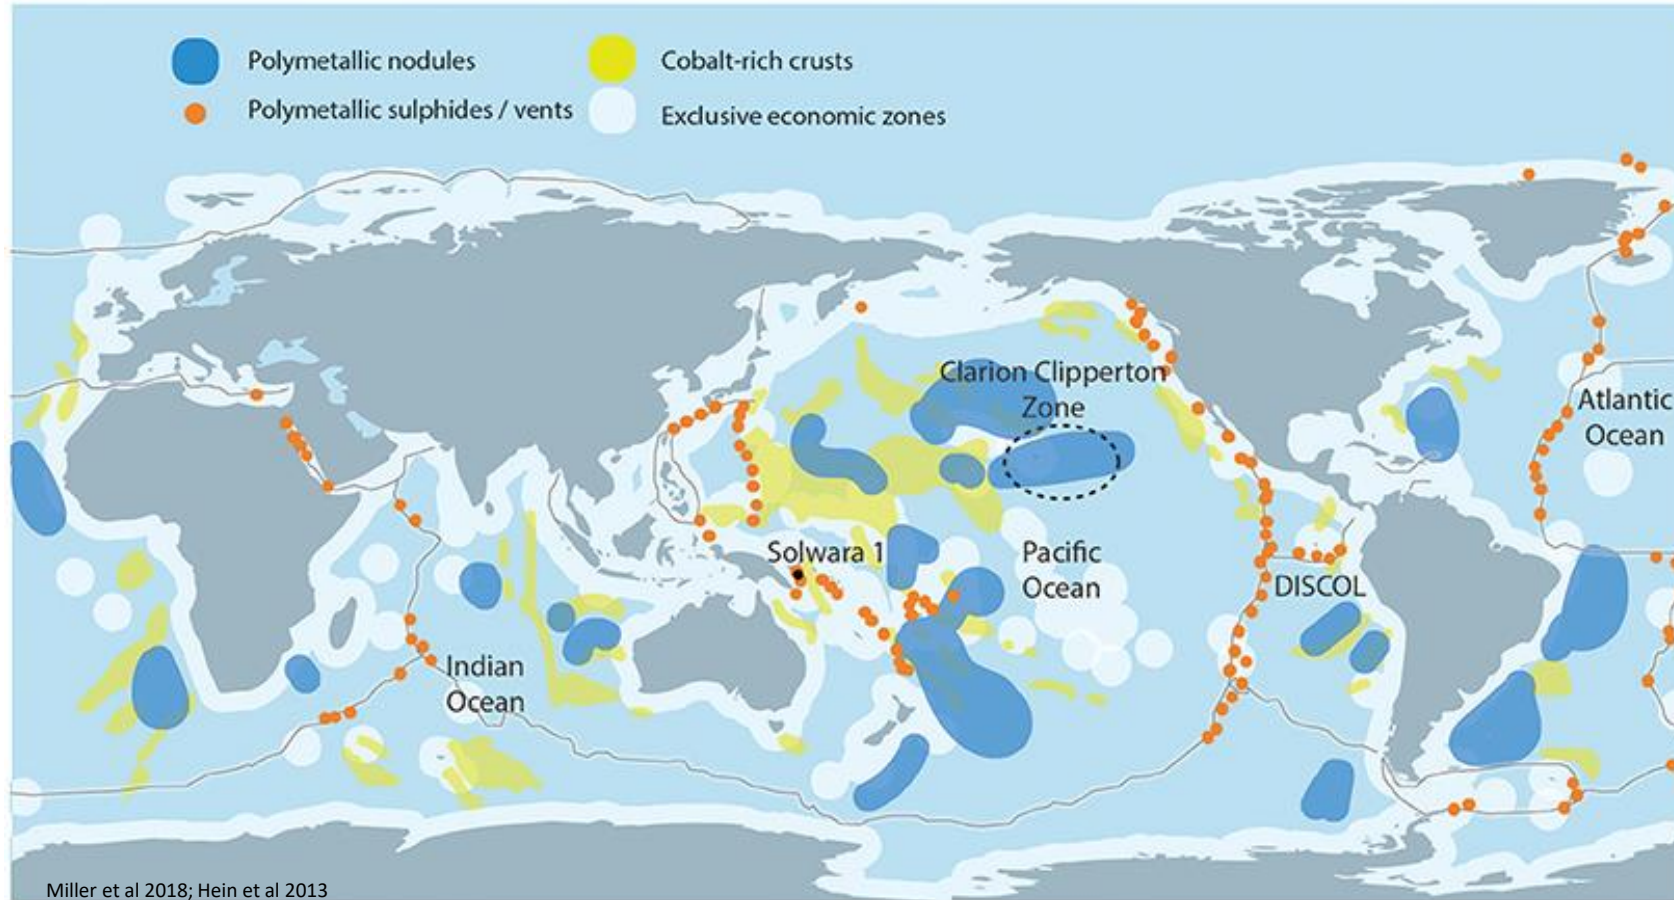 Polymetallic nodules
Cobalt-rich crusts
Polymetallic sulphides / vents
Exclusive economic zones
Clarion Clipperton
Zone
Atlantic
Ocean
Solwara 1
Pacific
Ocean
DISCOL
Indian
Ocean
Miller et al 2018; Hein et al 2013